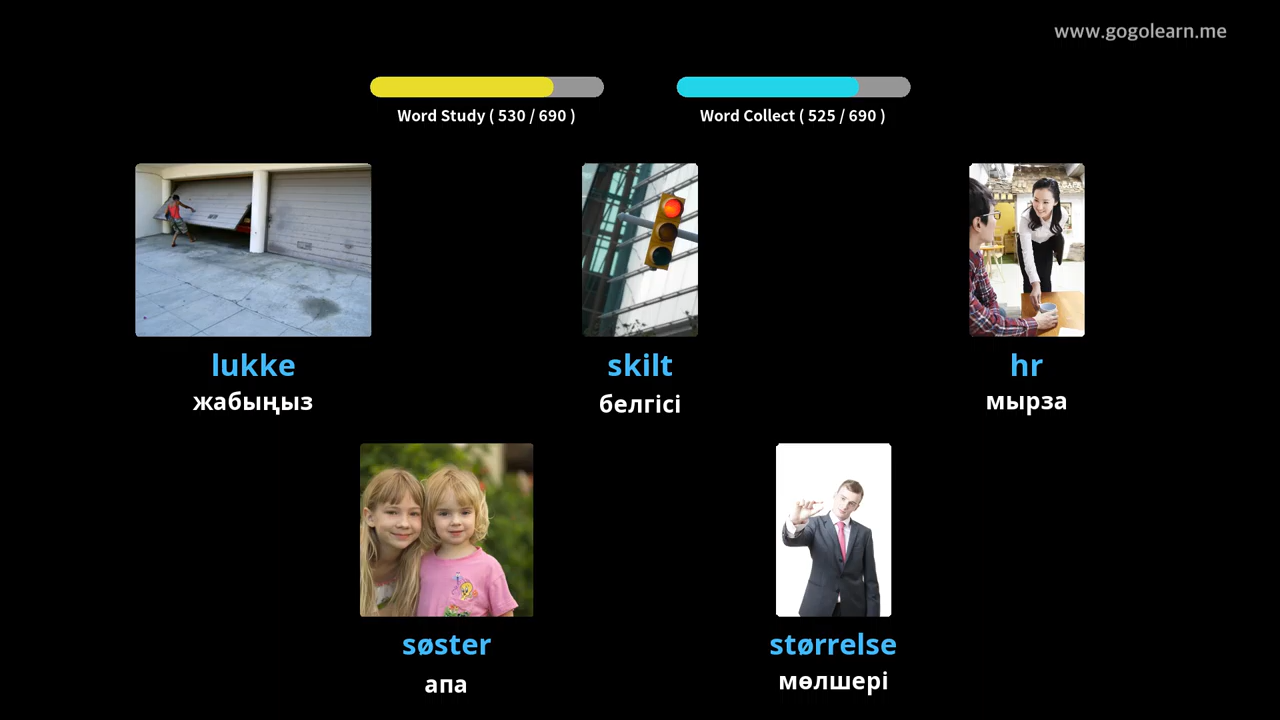 www.gogolearn.me
Word Study ( 530 / 690 )
Word Collect ( 525 / 690 )
lukke
жабыңыз
skilt
белгісі
hr
мырза
søster
апа
størrelse
мөлшері